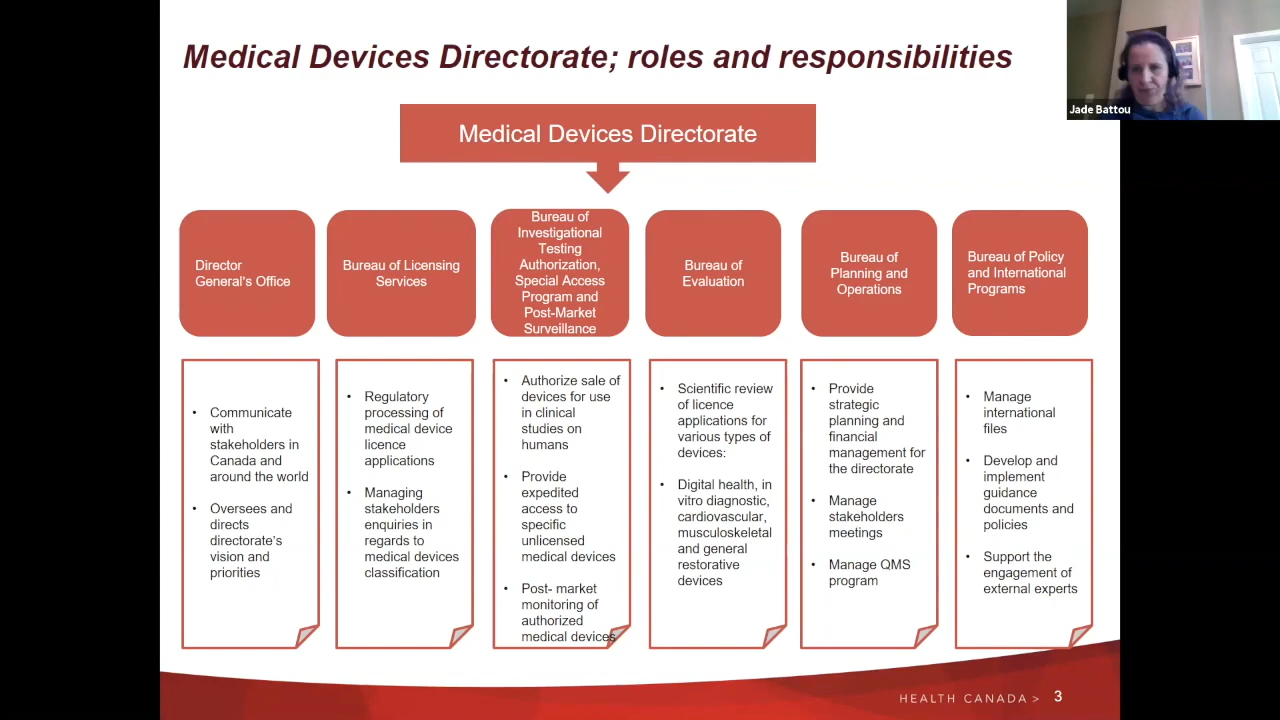 Medical Devices Directorate; roles and responsibilities
Jade Battou
Medical Devices Directorate
Director
General's Office
Bureau of Licensing
Services
Bureau of
Investigational
Testing
Authorization,
Special Access
Program and
Post-Market
Surveillance
Bureau of
Evaluation
Bureau of
Planning and
Operations
Bureau of Policy
and International
Programs
• Communicate
with
stakeholders in
Canada and
around the world
• Oversees and
directs
directorate's
vision and
priorities
• Regulatory
processing of
medical device
licence
applications
• Managing
stakeholders
enquiries in
regards to
medical devices
classification
• Authorize sale of
devices for use
in clinical
studies on
humans
• Provide
expedited
access to
specific
unlicensed
medical devices
• Post- market
monitoring of
authorized
medical devices
• Scientific review
of licence
applications for
various types of
devices:
• Digital health, in
vitro diagnostic,
cardiovascular,
musculoskeletal
and general
restorative
devices
• Provide
strategic
planning and
financial
management for
the directorate
• Manage
stakeholders
meetings
• Manage QMS
program
• Manage
international
files
• Develop and
implement
guidance
documents and
policies
• Support the
engagement of
external experts
HEALTH CANADA > 3